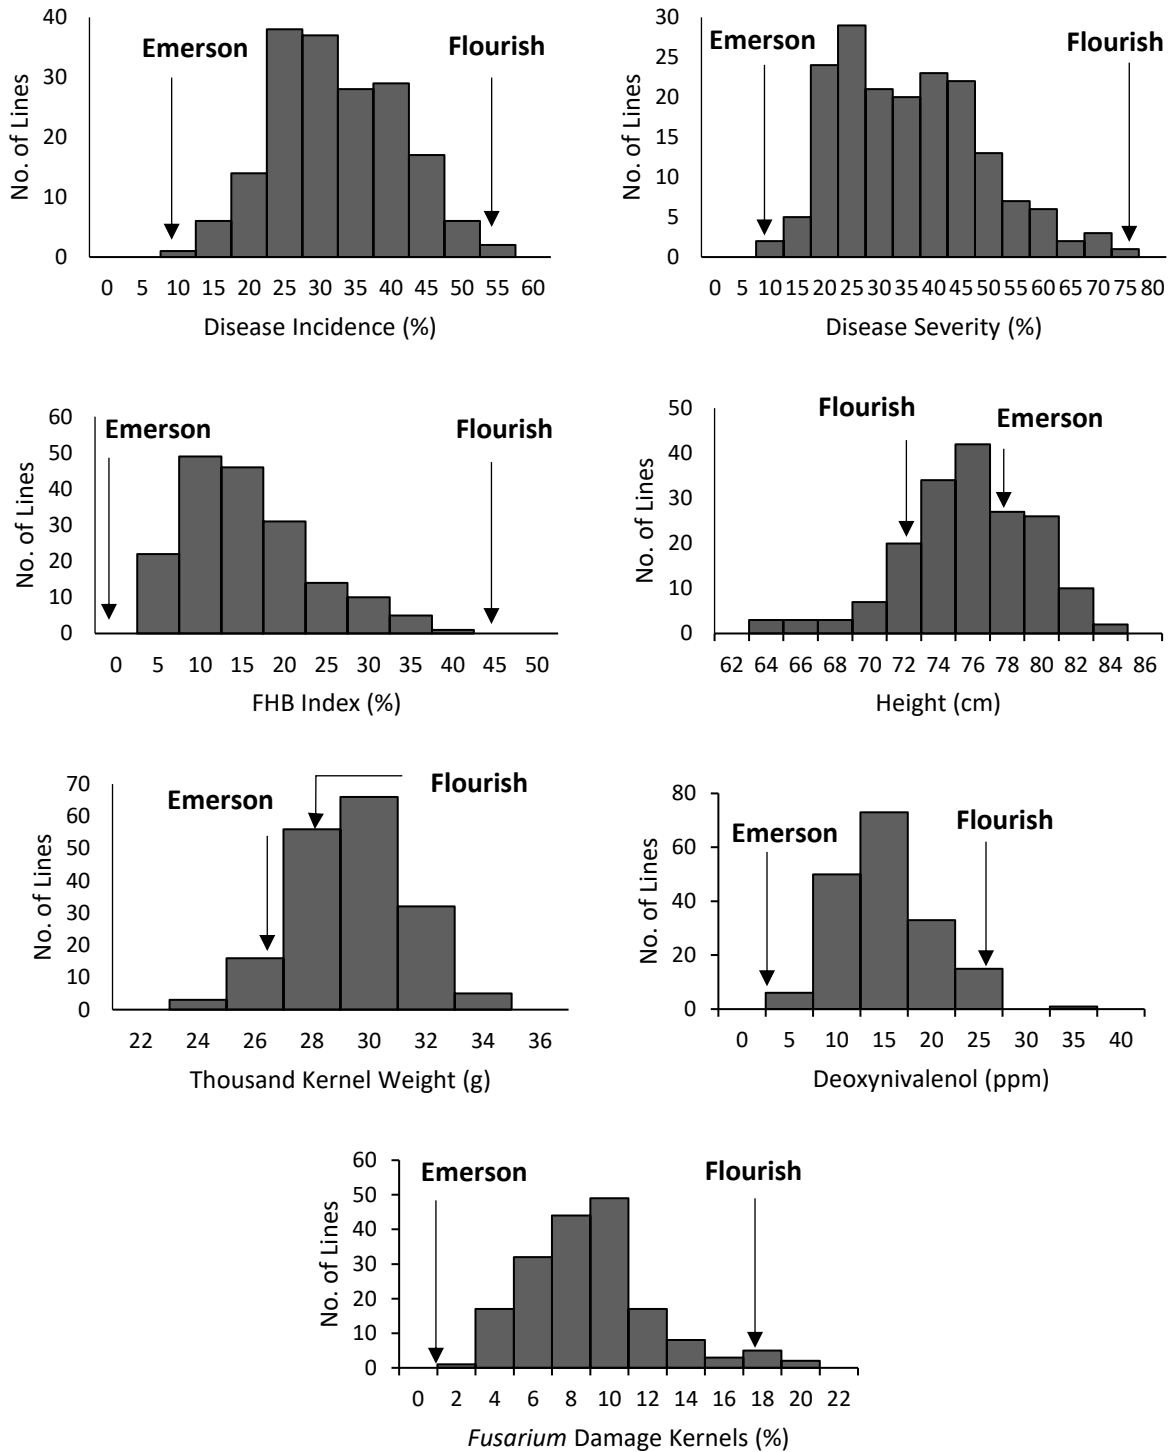 Emerson
Flourish
No. of Lines
40
30
20
10
0
0 5 10 15 20 25 30 35 40 45 50 55 60
Disease Incidence (%)
Emerson
Flourish
No. of Lines
30
25
20
15
10
5
0
0 5 10 15 20 25 30 35 40 45 50 55 60 65 70 75 80
Disease Severity (%)
Emerson
Flourish
No. of Lines
60
50
40
30
20
10
0
0 5 10 15 20 25 30 35 40 45 50
FHB Index (%)
Flourish
Emerson
No. of Lines
50
40
30
20
10
0
62 64 66 68 70 72 74 76 78 80 82 84 86
Height (cm)
Emerson
Flourish
No. of Lines
70
60
50
40
30
20
10
0
22 24 26 28 30 32 34 36
Thousand Kernel Weight (g)
Emerson
Flourish
No. of Lines
80
60
40
20
0
0 5 10 15 20 25 30 35 40
Deoxynivalenol (ppm)
Emerson
Flourish
No. of Lines
60
50
40
30
20
10
0
0 2 4 6 8 10 12 14 16 18 20 22
Fusarium Damage Kernels (%)